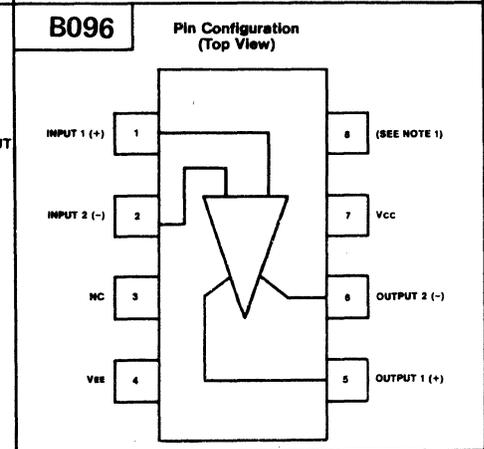 B096
Pin Configuration
(Top View)
UT
INPUT 1 (+) 1
8 (SEE NOTE 1)
INPUT 2 (-) 2
7 VCC
NC 3
6 OUTPUT 2 (-)
VEE 4
5 OUTPUT 1 (+)